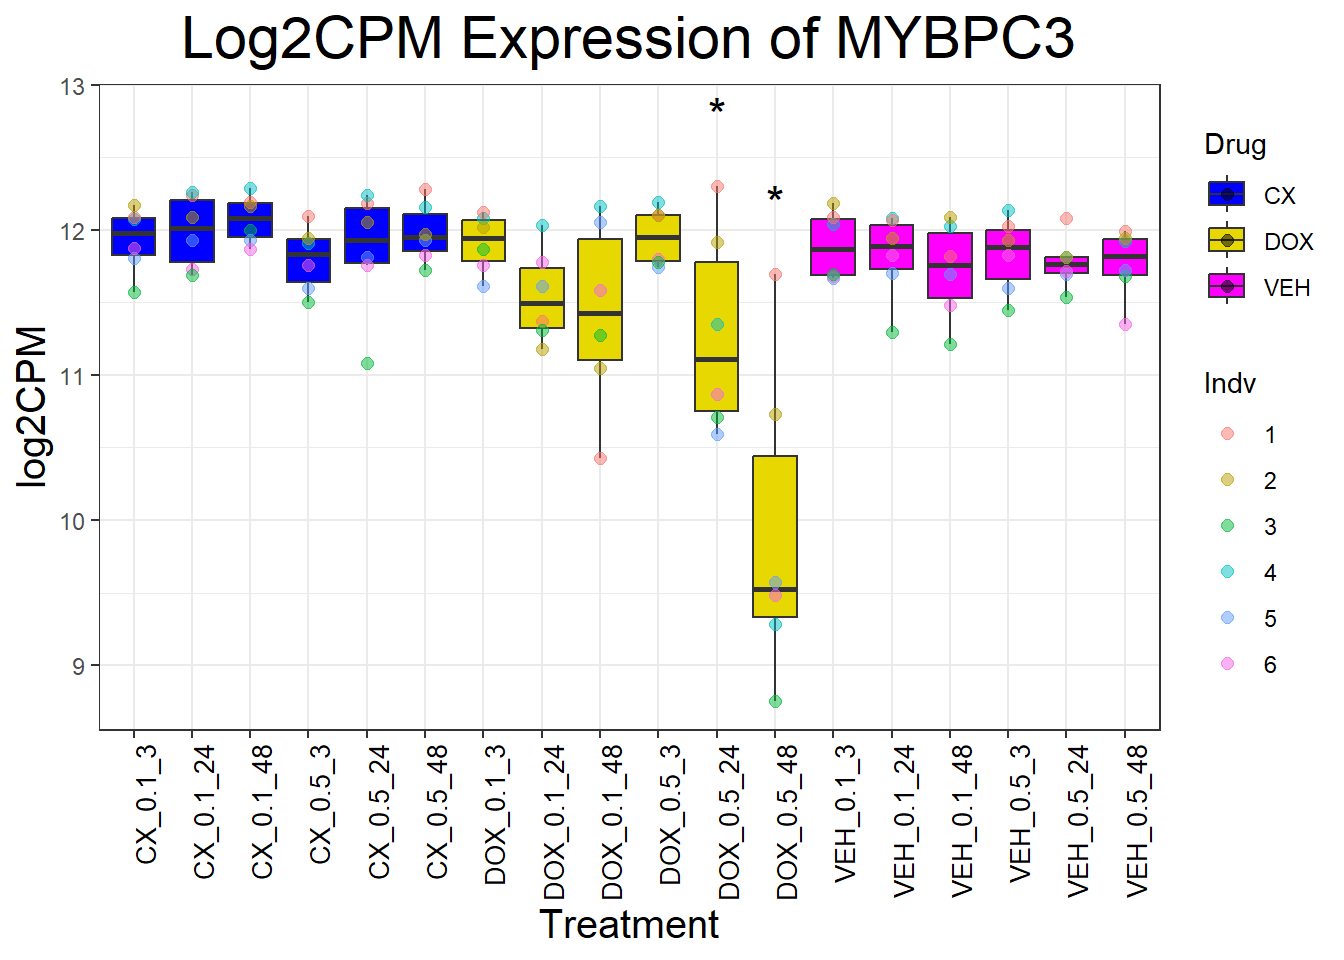 Log2CPM Expression of MYBPC3
log2CPM
13
12
11
10
9
*
*
CX_0.1_3
CX_0.1_24
CX_0.1_48
CX_0.5_3
CX_0.5_24
CX_0.5_48
DOX_0.1_3
DOX_0.1_24
DOX_0.1_48
DOX_0.5_3
DOX_0.5_24
DOX_0.5_48
VEH_0.1_3
VEH_0.1_24
VEH_0.1_48
VEH_0.5_3
VEH_0.5_24
VEH_0.5_48
Treatment
Drug
CX
DOX
VEH
Indv
1
2
3
4
5
6